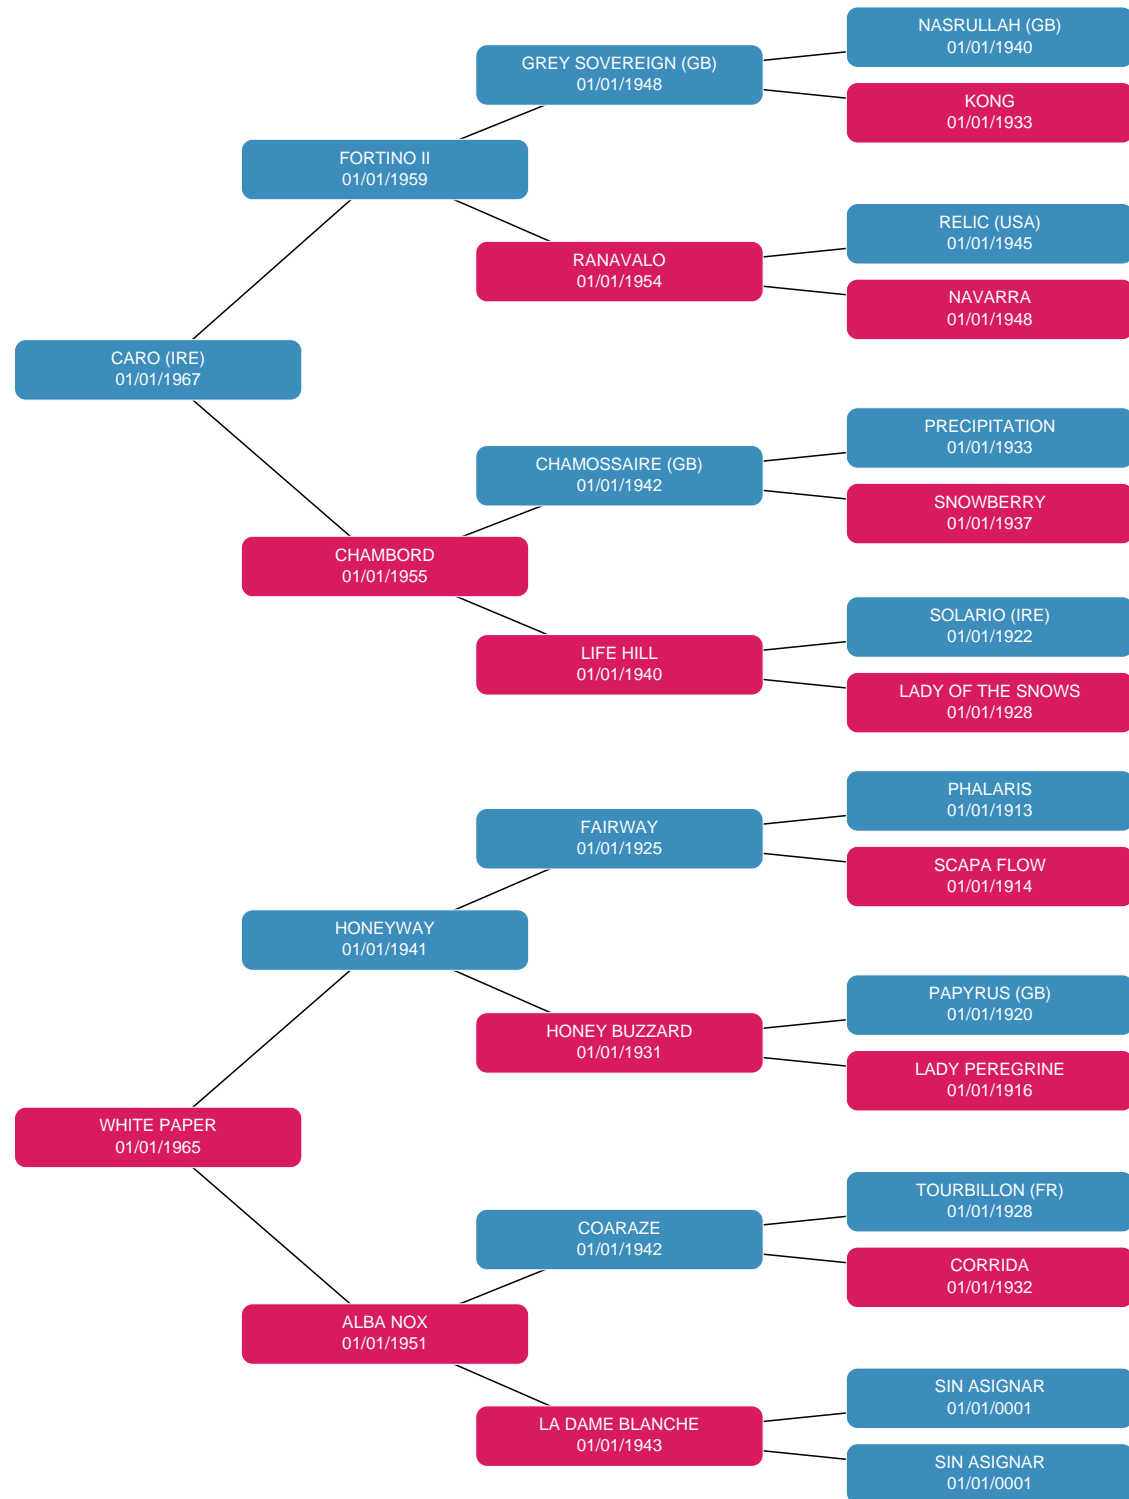 NASRULLAH (GB)
01/01/1940
GREY SOVEREIGN (GB)
01/01/1948
KONG
01/01/1933
FORTINO II
01/01/1959
RELIC (USA)
01/01/1945
RANAVALO
01/01/1954
NAVARRA
01/01/1948
CARO (IRE)
01/01/1967
PRECIPITATION
01/01/1933
CHAMOSSAIRE (GB)
01/01/1942
SNOWBERRY
01/01/1937
CHAMBORD
01/01/1955
SOLARIO (IRE)
01/01/1922
LIFE HILL
01/01/1940
LADY OF THE SNOWS
01/01/1928
PHALARIS
01/01/1913
FAIRWAY
01/01/1925
SCAPA FLOW
01/01/1914
HONEYWAY
01/01/1941
PAPYRUS (GB)
01/01/1920
HONEY BUZZARD
01/01/1931
LADY PEREGRINE
01/01/1916
WHITE PAPER
01/01/1965
TOURBILLON (FR)
01/01/1928
COARAZE
01/01/1942
CORRIDA
01/01/1932
ALBA NOX
01/01/1951
SIN ASIGNAR
01/01/0001
LA DAME BLANCHE
01/01/1943
SIN ASIGNAR
01/01/0001